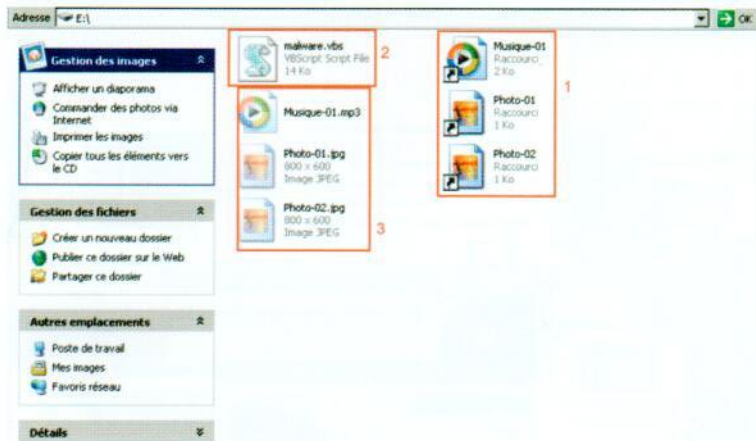 Adresse E:\ OK
Gestion des images
Afficher un diaporama
Commander des photos via
Internet
Imprimer les images
Copier tous les éléments vers
le CD
Gestion des fichiers
Créer un nouveau dossier
Publier ce dossier sur le Web
Partager ce dossier
Autres emplacements
Poste de travail
Mes images
Favoris réseau
Détails
malware.vbs
VBScript Script File
14 Ko
2
Musique-01.mp3
Photo-01.jpg
800 x 600
Image JPEG
Photo-02.jpg
800 x 600
Image JPEG
3
Musique-01
Raccourci
2 Ko
Photo-01
Raccourci
1 Ko
Photo-02
Raccourci
1 Ko
1